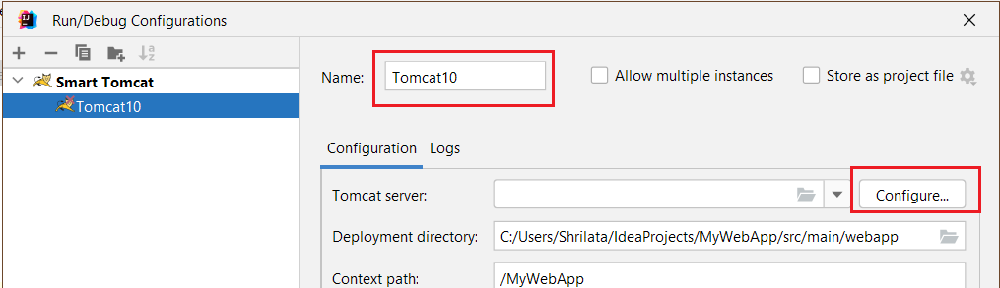 Run/Debug Configurations
Smart Tomcat
Tomcat10
Name: Tomcat10
Allow multiple instances
Store as project file
Configuration Logs
Tomcat server: Configure...
Deployment directory: C:/Users/Shrilata/IdeaProjects/MyWebApp/src/main/webapp
Context path: /MyWebApp